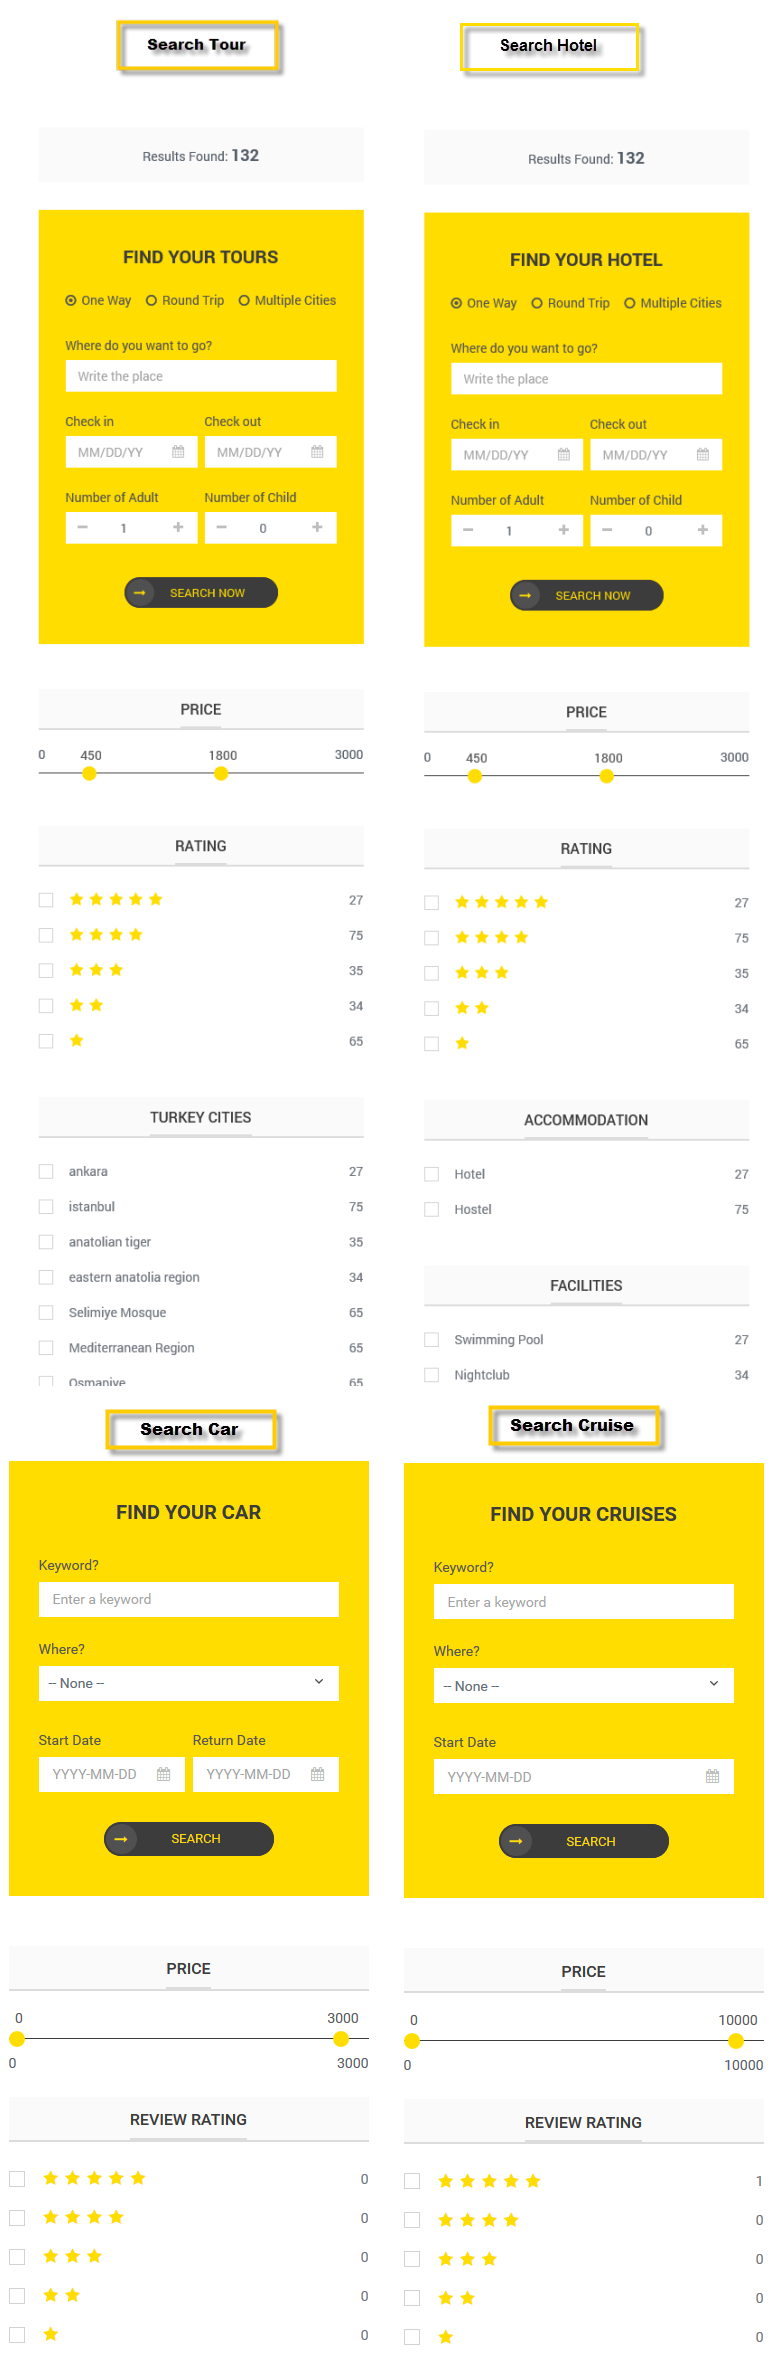 Search Tour
Results Found: 132
FIND YOUR TOURS
One Way Round Trip Multiple Cities
Where do you want to go?
Write the place
Check in Check out
MM/DD/YY MM/DD/YY
Number of Adult Number of Child
1 0
SEARCH NOW
PRICE
0 450 1800 3000
RATING
27
75
35
34
65
TURKEY CITIES
ankara 27
istanbul 75
anatolian tiger 35
eastern anatolia region 34
Selimiye Mosque 65
Mediterranean Region 65
Osmaniye 65
Search Hotel
Results Found: 132
FIND YOUR HOTEL
One Way Round Trip Multiple Cities
Where do you want to go?
Write the place
Check in Check out
MM/DD/YY MM/DD/YY
Number of Adult Number of Child
1 0
SEARCH NOW
PRICE
0 450 1800 3000
RATING
27
75
35
34
65
ACCOMMODATION
Hotel 27
Hostel 75
FACILITIES
Swimming Pool 27
Nightclub 34
Search Car
FIND YOUR CAR
Keyword?
Enter a keyword
Where?
-- None --
Start Date Return Date
YYYY-MM-DD YYYY-MM-DD
SEARCH
PRICE
0 3000
0 3000
REVIEW RATING
0
0
0
0
0
Search Cruise
FIND YOUR CRUISES
Keyword?
Enter a keyword
Where?
-- None --
Start Date
YYYY-MM-DD
SEARCH
PRICE
0 10000
0 10000
REVIEW RATING
1
0
0
0
0